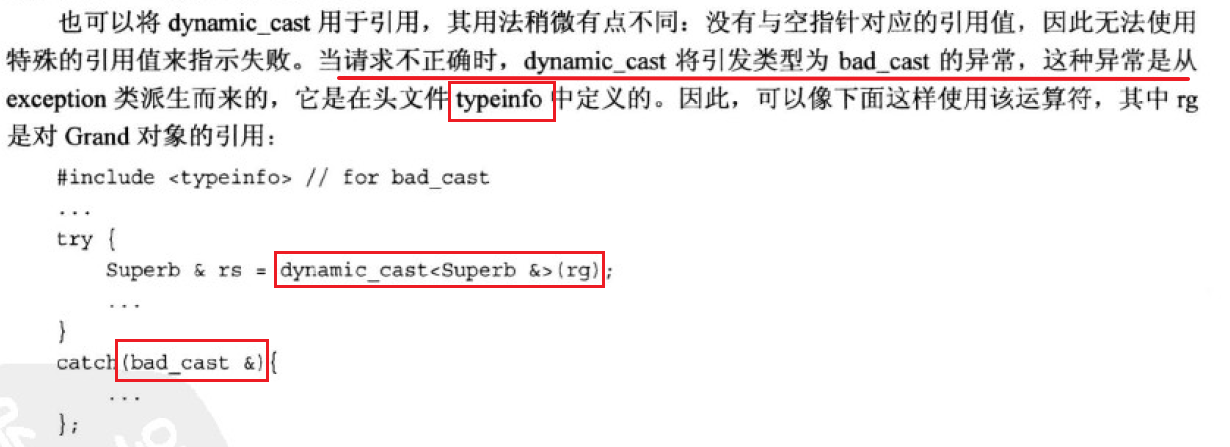 也可以将 dynamic_cast 用于引用，其用法稍微有点不同：没有与空指针对应的引用值，因此无法使用
特殊的引用值来指示失败。当请求不正确时，dynamic_cast 将引发类型为 bad_cast 的异常，这种异常是从
exception 类派生而来的，它是在头文件 typeinfo 中定义的。因此，可以像下面这样使用该运算符，其中 rg
是对 Grand 对象的引用：
#include <typeinfo> // for bad_cast
...
try {
Superb & rs = dynamic_cast<Superb &>(rg);
...
}
catch(bad_cast &){
...
};